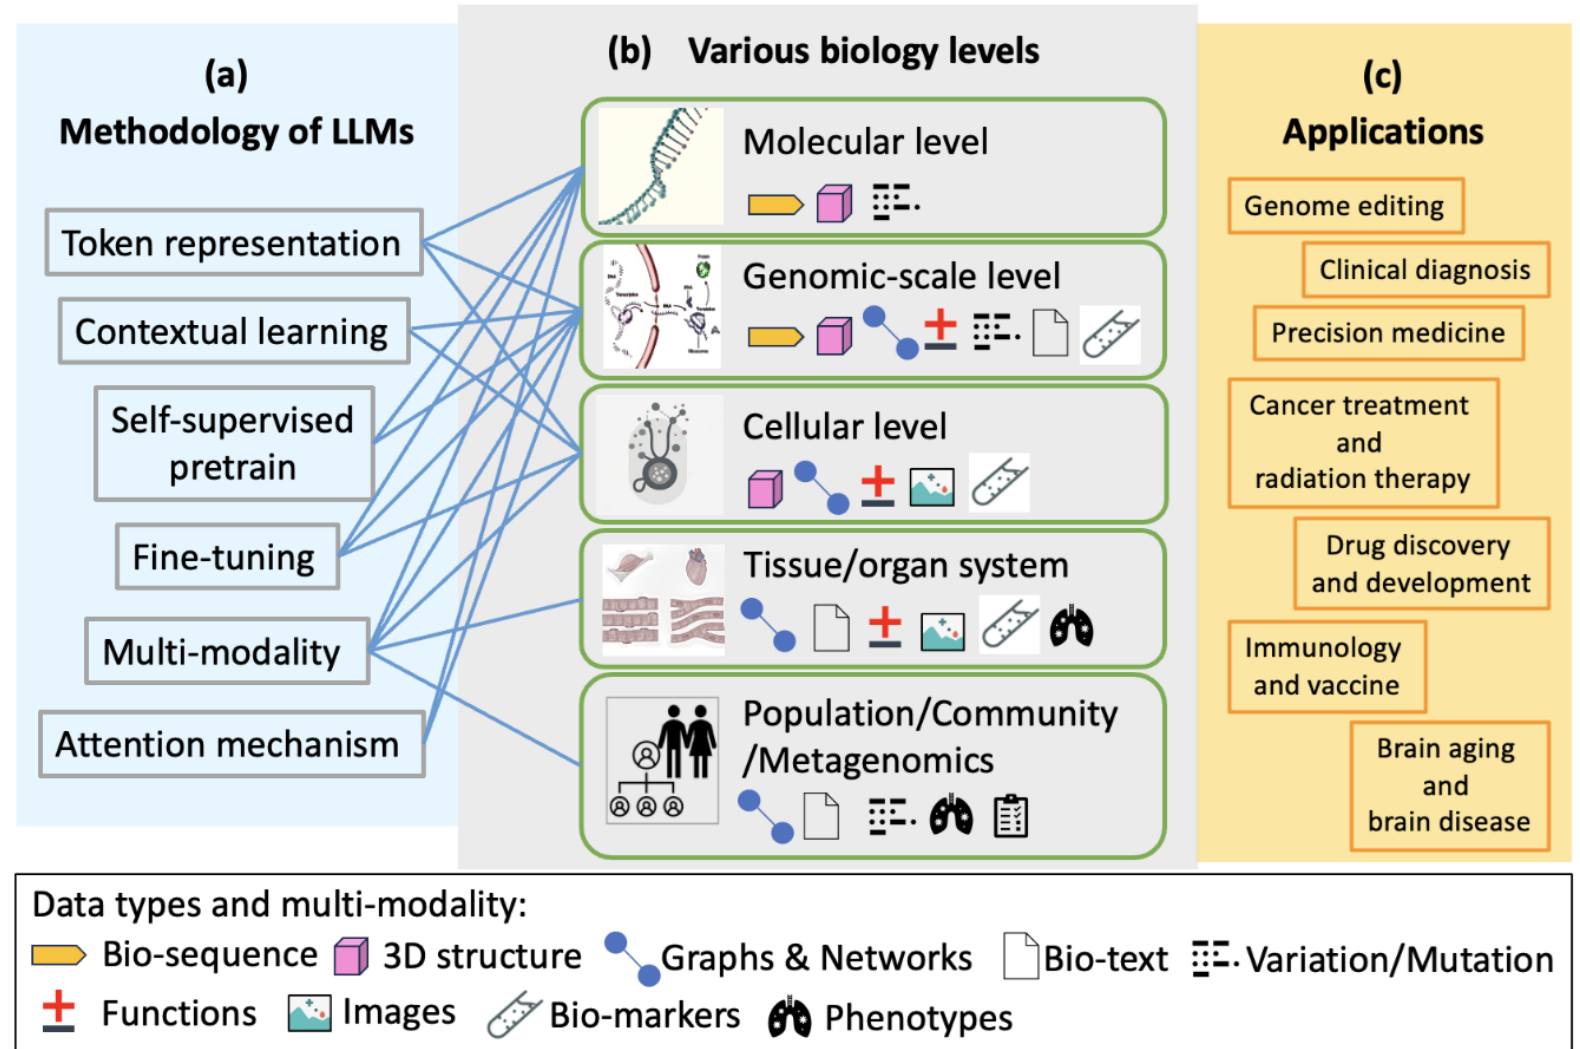 (a)
Methodology of LLMs
Token representation
Contextual learning
Self-supervised
pretrain
Fine-tuning
Multi-modality
Attention mechanism
(b) Various biology levels
Molecular level
Genomic-scale level
Cellular level
Tissue/organ system
Population/Community
/Metagenomics
(c)
Applications
Genome editing
Clinical diagnosis
Precision medicine
Cancer treatment
and
radiation therapy
Drug discovery
and development
Immunology
and vaccine
Brain aging
and
brain disease
Data types and multi-modality:
Bio-sequence 3D structure Graphs & Networks Bio-text Variation/Mutation
Functions Images Bio-markers Phenotypes